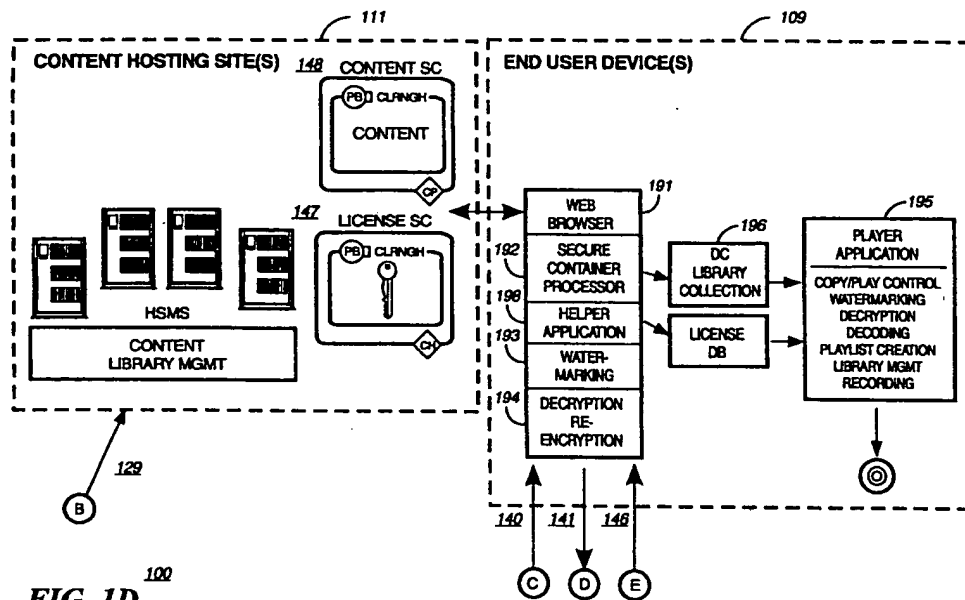 111
109
CONTENT HOSTING SITE(S)
148
CONTENT SC
PB
CLRNGH
CONTENT
CP
147
LICENSE SC
PB
CLRNGH
CH
HSMS
CONTENT
LIBRARY MGMT
129
B
END USER DEVICE(S)
191
WEB
BROWSER
192
SECURE
CONTAINER
PROCESSOR
198
HELPER
APPLICATION
193
WATER-
MARKING
194
DECRYPTION
RE-
ENCRYPTION
196
DC
LIBRARY
COLLECTION
LICENSE
DB
195
PLAYER
APPLICATION
COPY/PLAY CONTROL
WATERMARKING
DECRYPTION
DECODING
PLAYLIST CREATION
LIBRARY MGMT
RECORDING
140
141
146
C
D
E
100
FIG. 1D